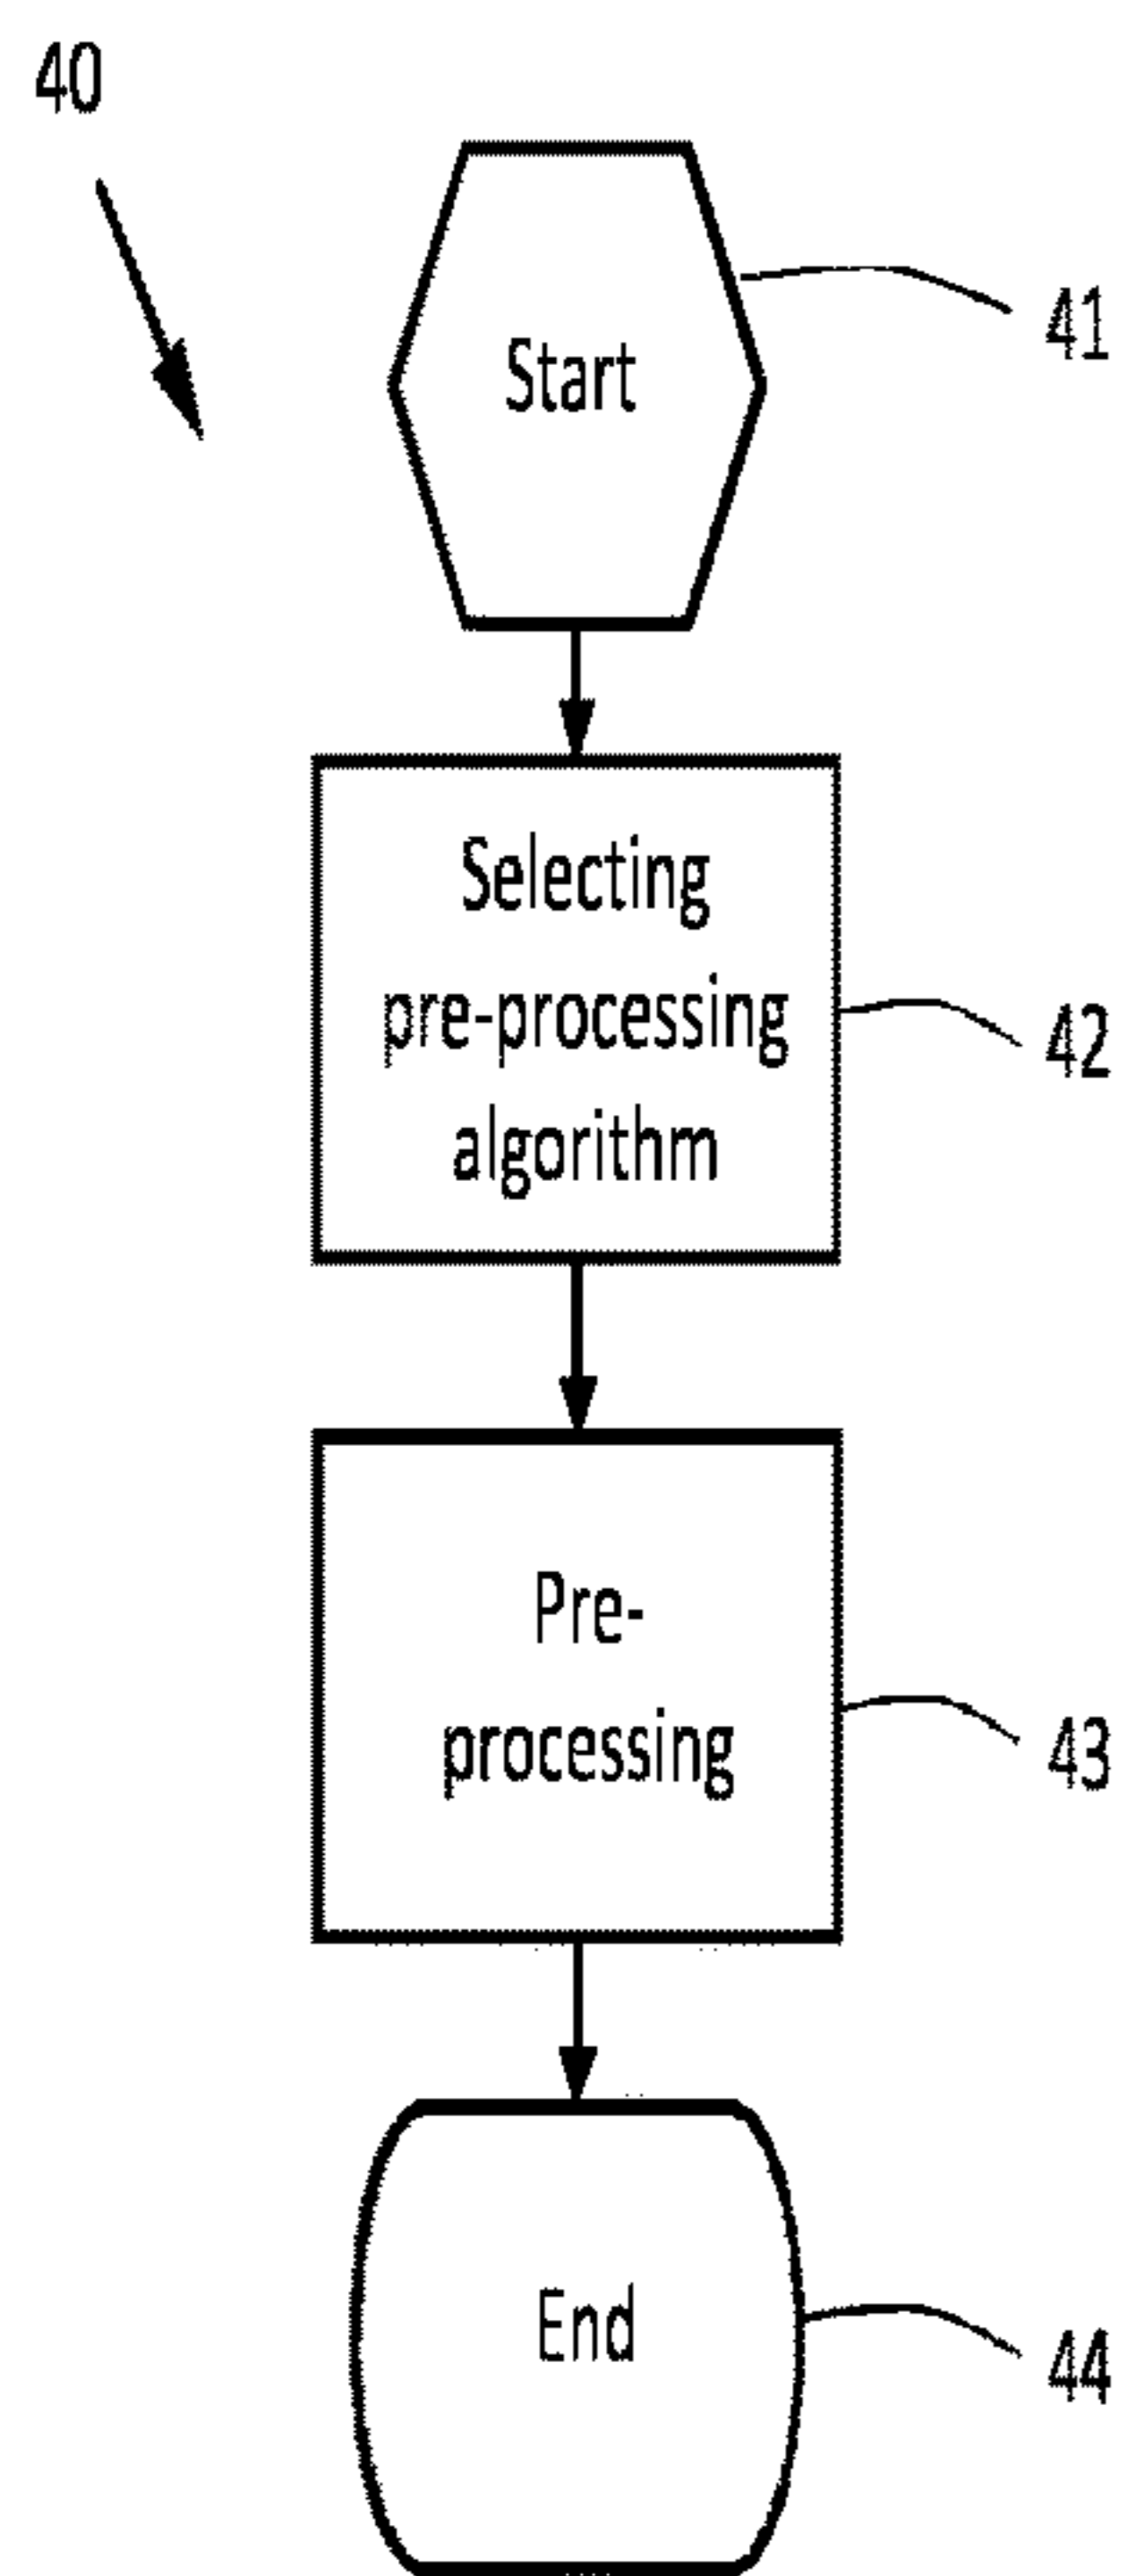 40
Start
41
Selecting
pre-processing
algorithm
42
Pre-
processing
43
End
44